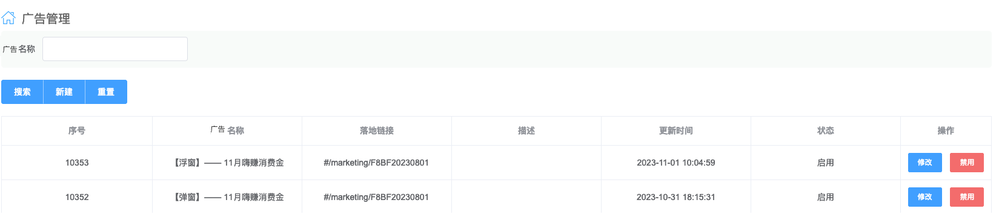 广告管理
广告名称
搜索 新建 重置
序号 广告 名称 落地链接 描述 更新时间 状态 操作
10353 【浮窗】—— 11月嗨赚消费金 #/marketing/F8BF20230801 2023-11-01 10:04:59 启用 修改 禁用
10352 【弹窗】—— 11月嗨赚消费金 #/marketing/F8BF20230801 2023-10-31 18:15:31 启用 修改 禁用